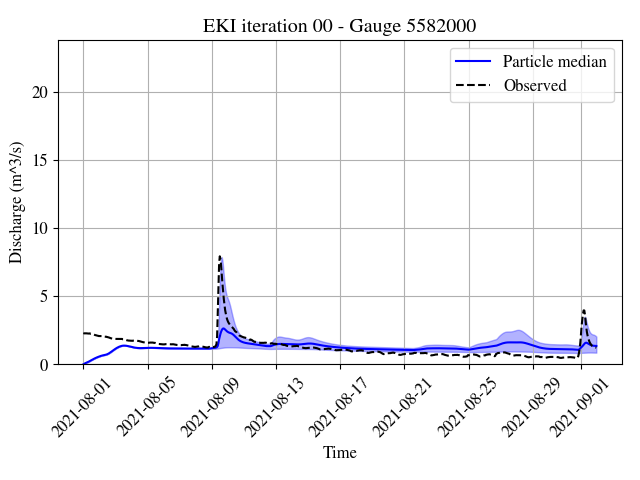 EKI iteration 00 - Gauge 5582000
Particle median
Observed
Discharge (m^3/s)
20
15
10
5
0
2021-08-01
2021-08-05
2021-08-09
2021-08-13
2021-08-17
2021-08-21
2021-08-25
2021-08-29
2021-09-01
Time